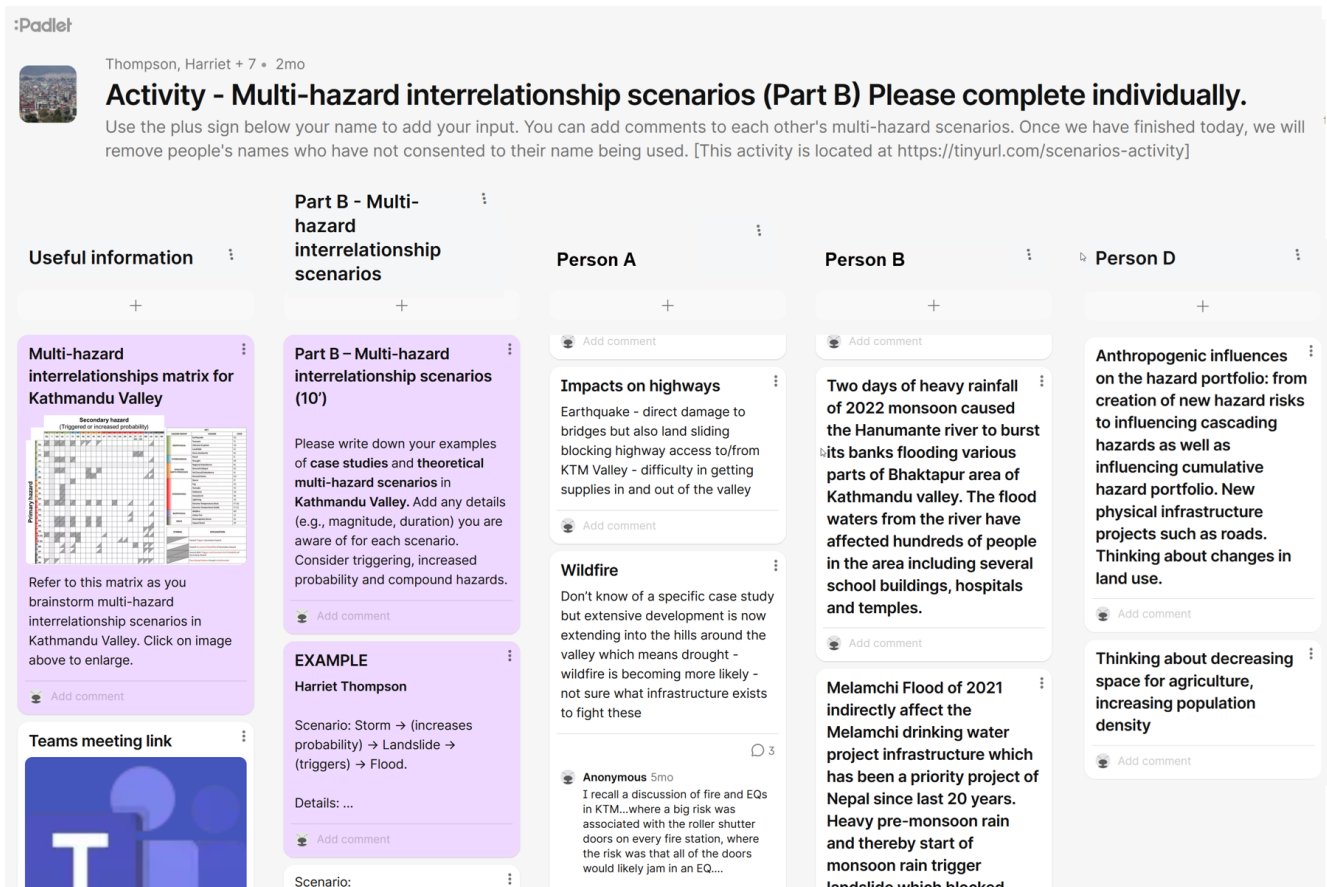 :Padlet
Thompson, Harriet + 7 • 2mo
Activity - Multi-hazard interrelationship scenarios (Part B) Please complete individually.
Use the plus sign below your name to add your input. You can add comments to each other's multi-hazard scenarios. Once we have finished today, we will
remove people's names who have not consented to their name being used. [This activity is located at https://tinyurl.com/scenarios-activity]
Useful information
Multi-hazard
interrelationships matrix for
Kathmandu Valley
Secondary hazard
(Triggered or increased probability)
Primary hazard
Refer to this matrix as you
brainstorm multi-hazard
interrelationship scenarios in
Kathmandu Valley. Click on image
above to enlarge.
Add comment
Teams meeting link
T
Part B - Multi-
hazard
interrelationship
scenarios
Part B – Multi-hazard
interrelationship scenarios
(10’)
Please write down your examples
of case studies and theoretical
multi-hazard scenarios in
Kathmandu Valley. Add any details
(e.g., magnitude, duration) you are
aware of for each scenario.
Consider triggering, increased
probability and compound hazards.
Add comment
EXAMPLE
Harriet Thompson
Scenario: Storm → (increases
probability) → Landslide →
(triggers) → Flood.
Details: ...
Add comment
Scenario:
Person A
Add comment
Impacts on highways
Earthquake - direct damage to
bridges but also land sliding
blocking highway access to/from
KTM Valley - difficulty in getting
supplies in and out of the valley
Add comment
Wildfire
Don’t know of a specific case study
but extensive development is now
extending into the hills around the
valley which means drought -
wildfire is becoming more likely -
not sure what infrastructure exists
to fight these
3
Anonymous 5mo
I recall a discussion of fire and EQs
in KTM...where a big risk was
associated with the roller shutter
doors on every fire station, where
the risk was that all of the doors
would likely jam in an EQ....
Person B
Add comment
Two days of heavy rainfall
of 2022 monsoon caused
the Hanumante river to burst
its banks flooding various
parts of Bhaktapur area of
Kathmandu valley. The flood
waters from the river have
affected hundreds of people
in the area including several
school buildings, hospitals
and temples.
Add comment
Melamchi Flood of 2021
indirectly affect the
Melamchi drinking water
project infrastructure which
has been a priority project of
Nepal since last 20 years.
Heavy pre-monsoon rain
and thereby start of
monsoon rain trigger
landslide which blocked
Person D
Anthropogenic influences
on the hazard portfolio: from
creation of new hazard risks
to influencing cascading
hazards as well as
influencing cumulative
hazard portfolio. New
physical infrastructure
projects such as roads.
Thinking about changes in
land use.
Add comment
Thinking about decreasing
space for agriculture,
increasing population
density
Add comment